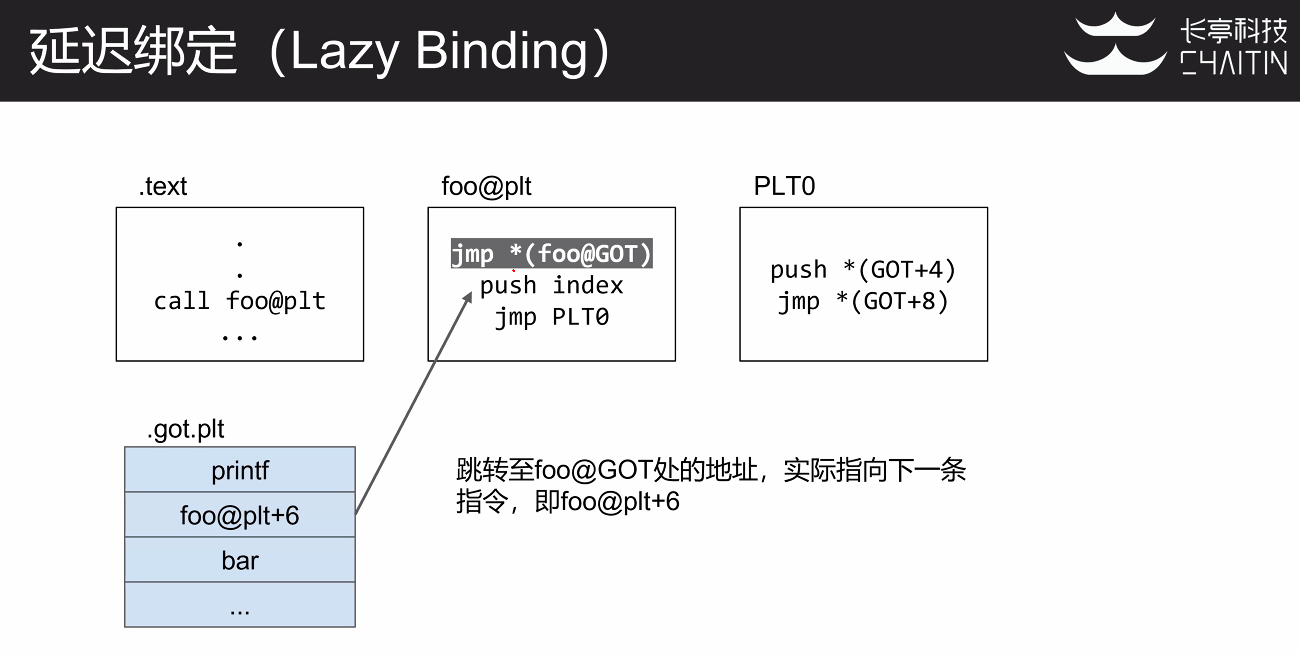 延迟绑定（Lazy Binding）
长亭科技
CHAITIN
.text
.
.
call foo@plt
...
foo@plt
jmp *(foo@GOT)
push index
jmp PLT0
PLT0
push *(GOT+4)
jmp *(GOT+8)
.got.plt
printf
foo@plt+6
bar
...
跳转至foo@GOT处的地址，实际指向下一条
指令，即foo@plt+6